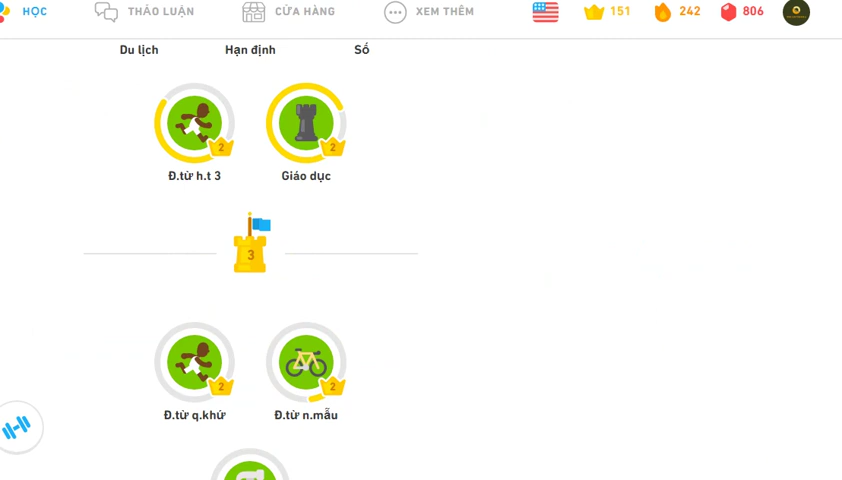 HỌC THẢO LUẬN CỬA HÀNG XEM THÊM 151 242 806
Du lịch Hạn định Số
2 2
Đ.từ h.t 3 Giáo dục
3
2 2
Đ.từ q.khứ Đ.từ n.mẫu